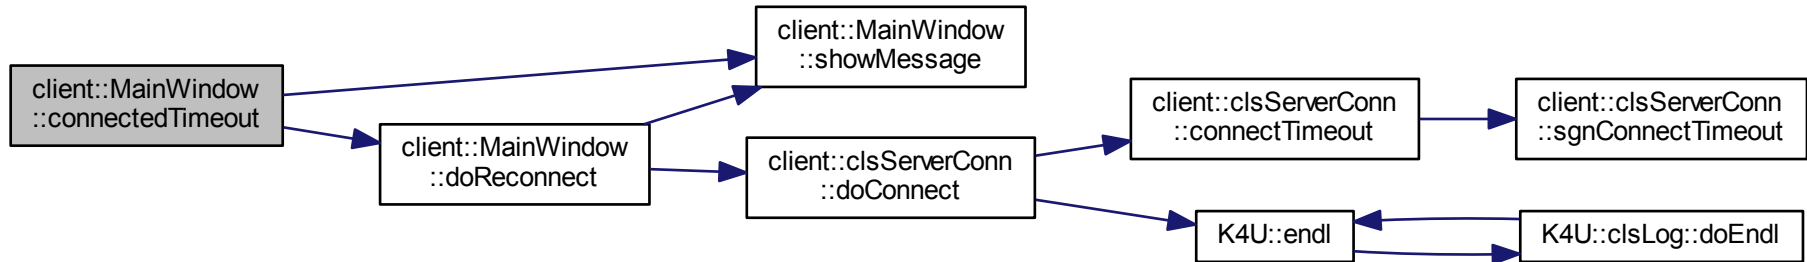 client::MainWindow
::connectedTimeout
client::MainWindow
::showMessage
client::MainWindow
::doReconnect
client::clsServerConn
::doConnect
client::clsServerConn
::connectTimeout
client::clsServerConn
::sgnConnectTimeout
K4U::endl
K4U::clsLog::doEndl